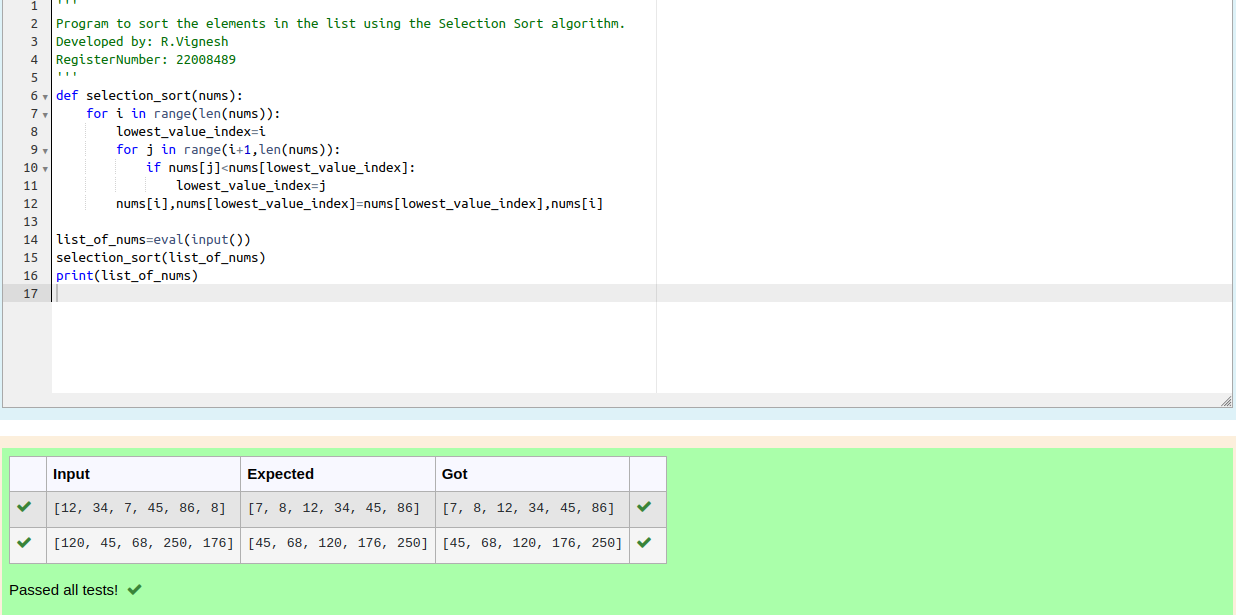 1 '''
2 Program to sort the elements in the list using the Selection Sort algorithm.
3 Developed by: R.Vignesh
4 RegisterNumber: 22008489
5 '''
6 def selection_sort(nums):
7     for i in range(len(nums)):
8         lowest_value_index=i
9         for j in range(i+1,len(nums)):
10             if nums[j]<nums[lowest_value_index]:
11                 lowest_value_index=j
12         nums[i],nums[lowest_value_index]=nums[lowest_value_index],nums[i]
13
14 list_of_nums=eval(input())
15 selection_sort(list_of_nums)
16 print(list_of_nums)
17
Input Expected Got
[12, 34, 7, 45, 86, 8] [7, 8, 12, 34, 45, 86] [7, 8, 12, 34, 45, 86]
[120, 45, 68, 250, 176] [45, 68, 120, 176, 250] [45, 68, 120, 176, 250]
Passed all tests!